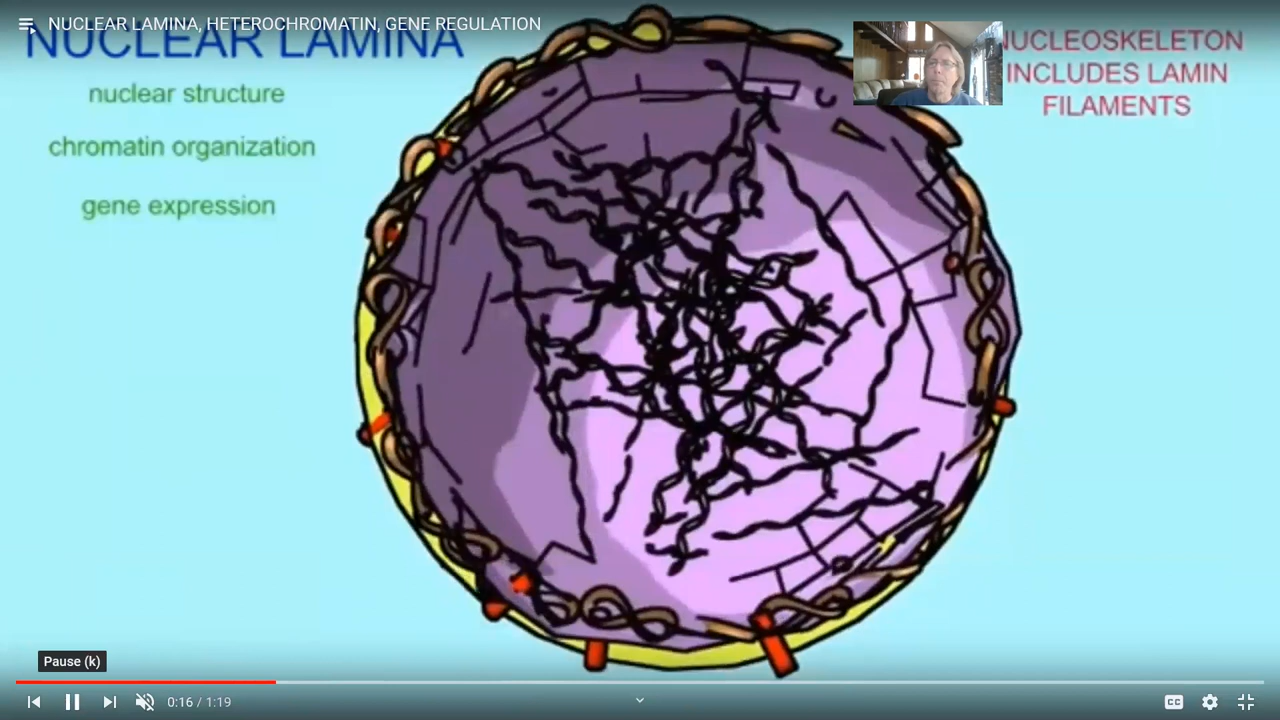 NUCLEAR LAMINA, HETEROCHROMATIN, GENE REGULATION
NUCLEAR LAMINA
nuclear structure
chromatin organization
gene expression
NUCLEOSKELETON
INCLUDES LAMIN
FILAMENTS
Pause (k)
0:16 / 1:19
CC